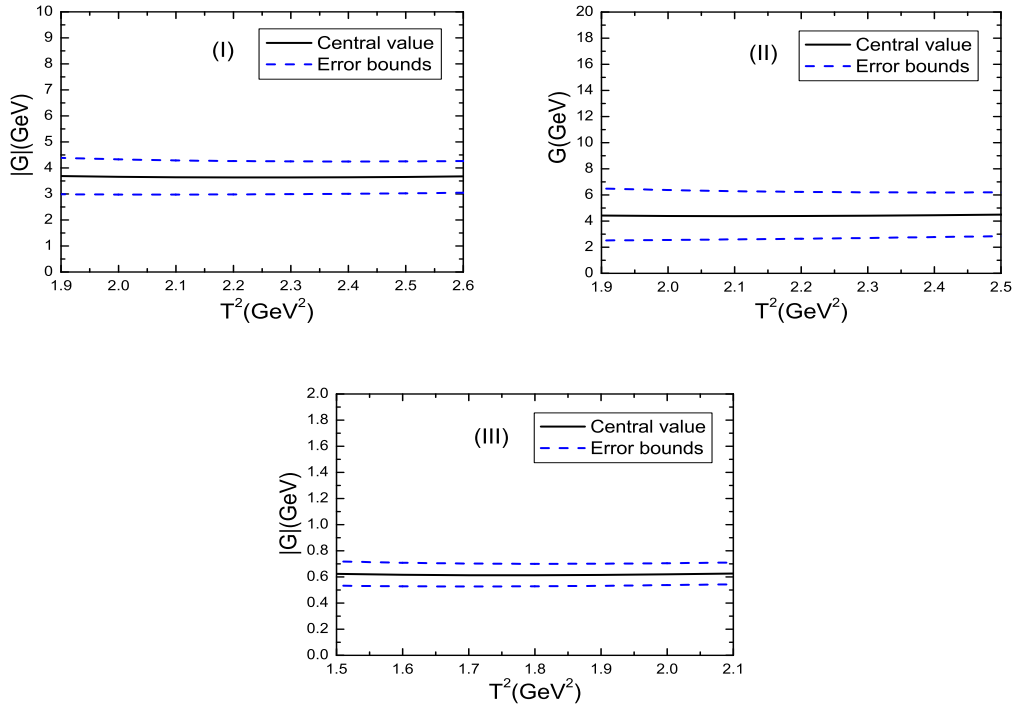 10
9
8
7
6
5
4
3
2
1
0
|G|(GeV)
(I)
Central value
Error bounds
1.9 2.0 2.1 2.2 2.3 2.4 2.5 2.6
T²(GeV²)
20
18
16
14
12
10
8
6
4
2
0
G(GeV)
(II)
Central value
Error bounds
1.9 2.0 2.1 2.2 2.3 2.4 2.5
T²(GeV²)
2.0
1.8
1.6
1.4
1.2
1.0
0.8
0.6
0.4
0.2
0.0
|G|(GeV)
(III)
Central value
Error bounds
1.5 1.6 1.7 1.8 1.9 2.0 2.1
T²(GeV²)